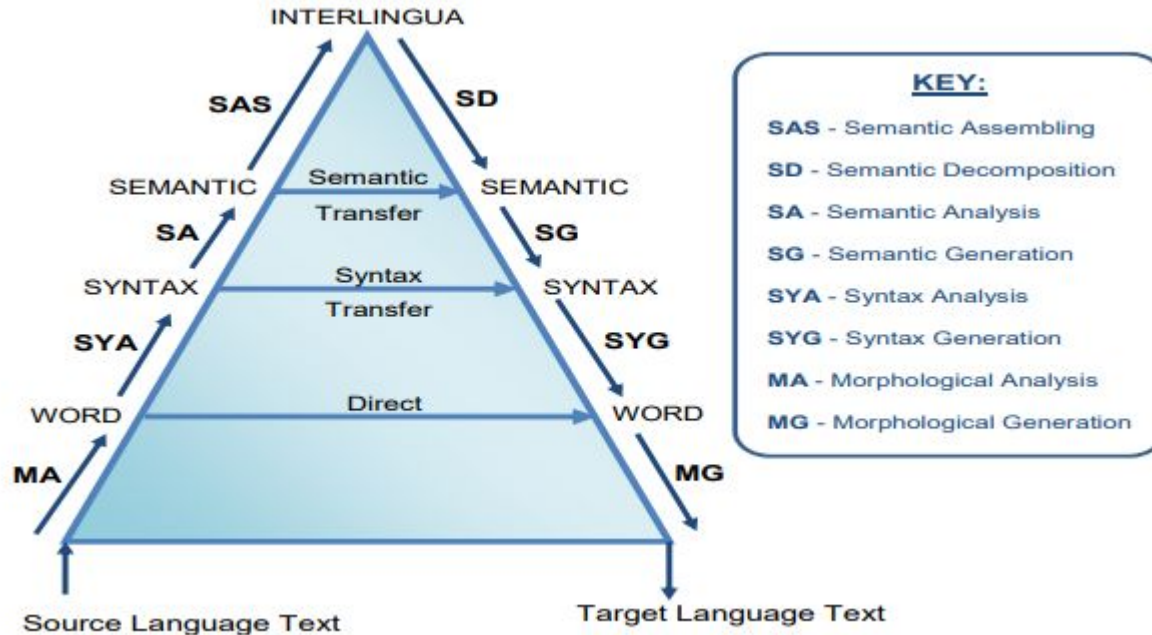 INTERLINGUA
SAS
SD
SEMANTIC
Semantic
Transfer
SEMANTIC
SA
SG
SYNTAX
Syntax
Transfer
SYNTAX
SYA
SYG
WORD
Direct
WORD
MA
MG
Source Language Text
Target Language Text
KEY:
SAS - Semantic Assembling
SD - Semantic Decomposition
SA - Semantic Analysis
SG - Semantic Generation
SYA - Syntax Analysis
SYG - Syntax Generation
MA - Morphological Analysis
MG - Morphological Generation